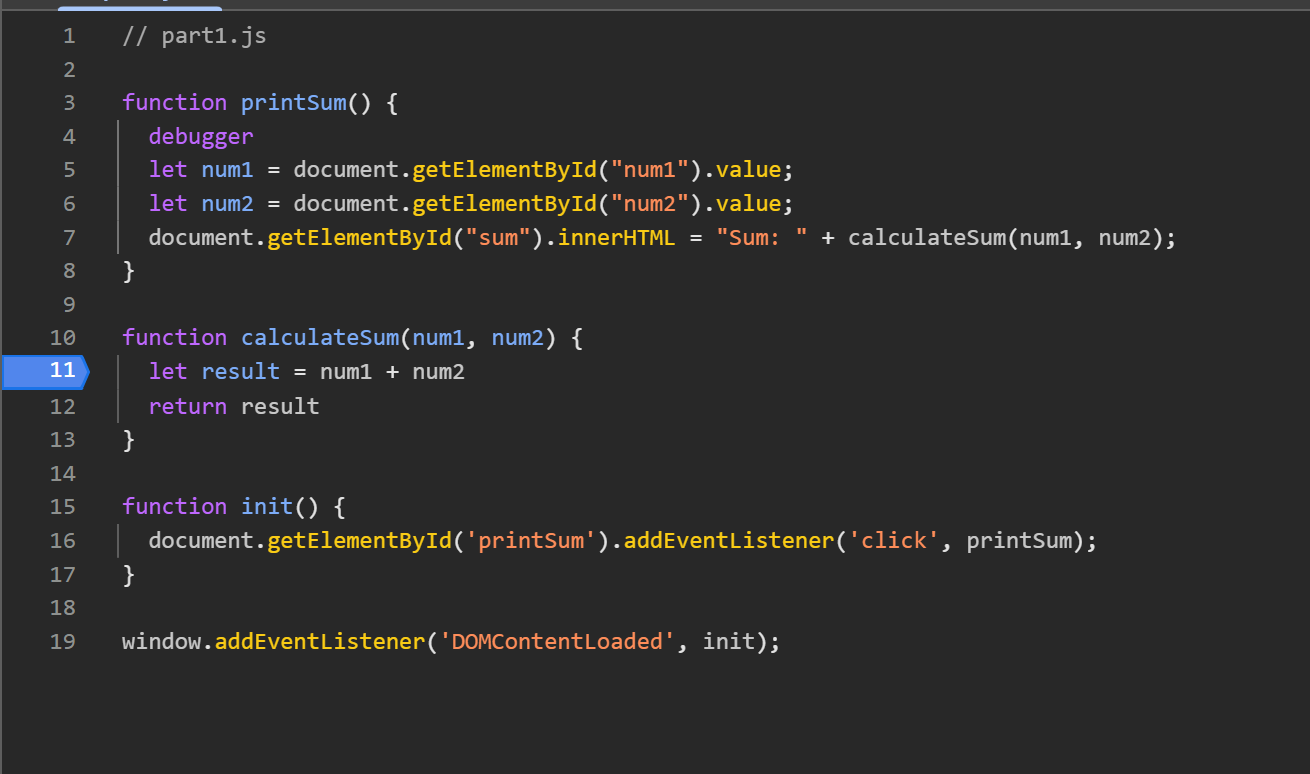 1 // part1.js
2
3 function printSum() {
4   debugger
5   let num1 = document.getElementById("num1").value;
6   let num2 = document.getElementById("num2").value;
7   document.getElementById("sum").innerHTML = "Sum: " + calculateSum(num1, num2);
8 }
9
10 function calculateSum(num1, num2) {
11   let result = num1 + num2
12   return result
13 }
14
15 function init() {
16   document.getElementById('printSum').addEventListener('click', printSum);
17 }
18
19 window.addEventListener('DOMContentLoaded', init);